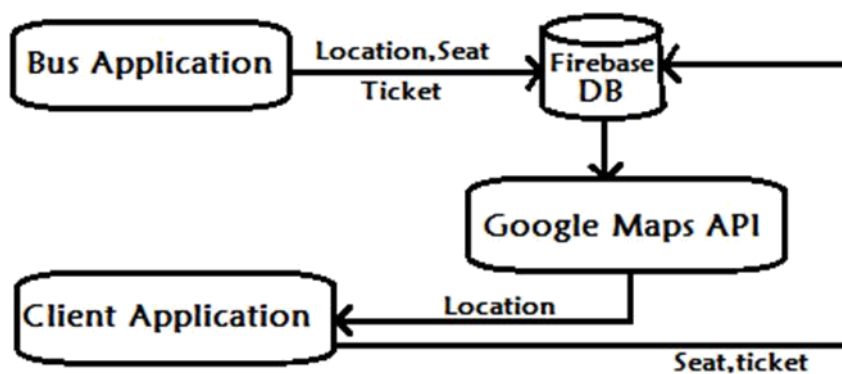 Bus Application
Location,Seat
Ticket
Firebase
DB
Google Maps API
Client Application
Location
Seat,ticket